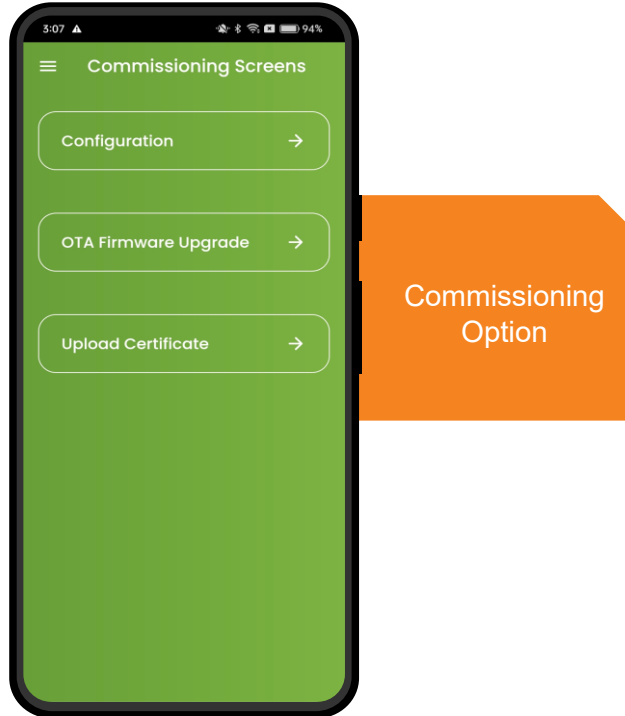 3:07 94%
Commissioning Screens
Configuration
OTA Firmware Upgrade
Upload Certificate
Commissioning
Option